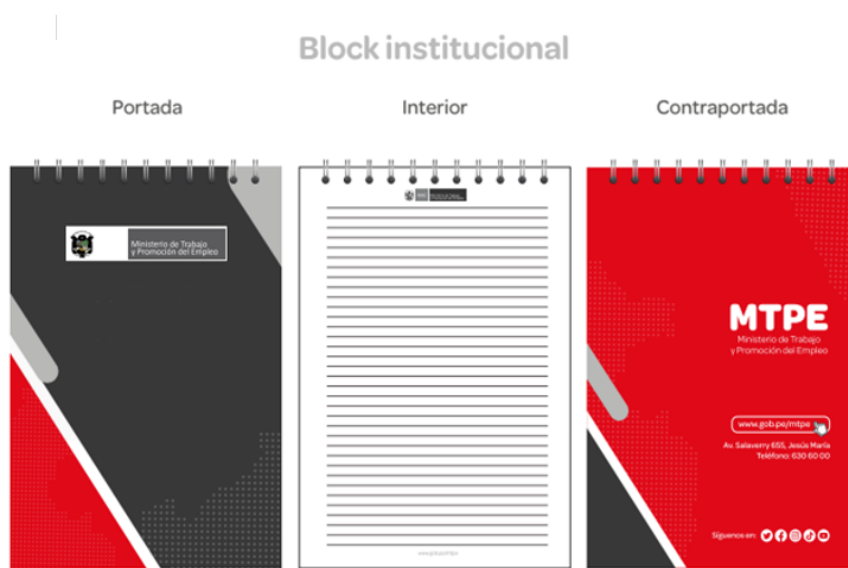 Block institucional
Portada
Interior
Contraportada
Ministerio de Trabajo
y Promoción del Empleo
MTPE
Ministerio de Trabajo
y Promoción del Empleo
www.gob.pe/mtpe
Av. Salaverry 655, Jesús María
Teléfono: 630 60 00
Síguenos en: